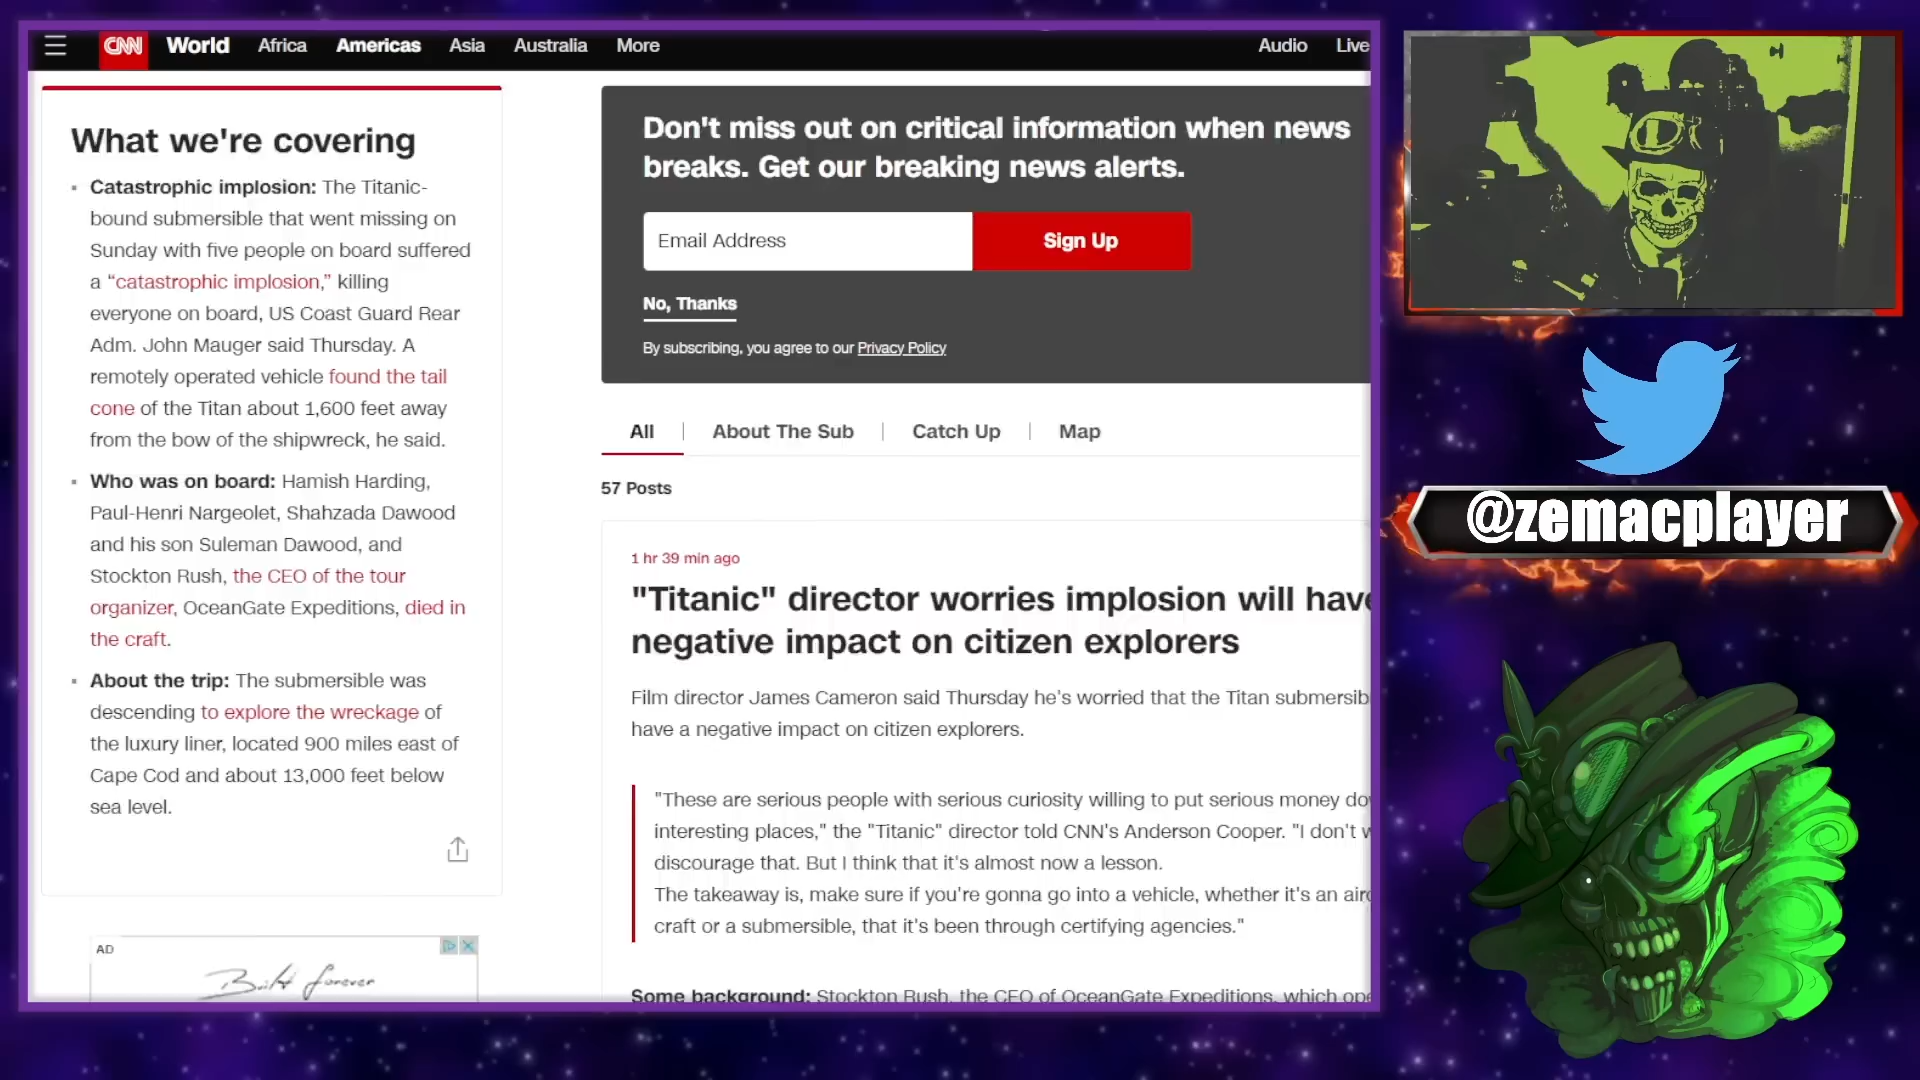 CNN World Africa Americas Asia Australia More Audio Live
What we're covering
Catastrophic implosion: The Titanic-
bound submersible that went missing on
Sunday with five people on board suffered
a “catastrophic implosion,” killing
everyone on board, US Coast Guard Rear
Adm. John Mauger said Thursday. A
remotely operated vehicle found the tail
cone of the Titan about 1,600 feet away
from the bow of the shipwreck, he said.
Who was on board: Hamish Harding,
Paul-Henri Nargeolet, Shahzada Dawood
and his son Suleman Dawood, and
Stockton Rush, the CEO of the tour
organizer, OceanGate Expeditions, died in
the craft.
About the trip: The submersible was
descending to explore the wreckage of
the luxury liner, located 900 miles east of
Cape Cod and about 13,000 feet below
sea level.
AD
Built forever
Don't miss out on critical information when news
breaks. Get our breaking news alerts.
Email Address
Sign Up
No, Thanks
By subscribing, you agree to our Privacy Policy
All About The Sub Catch Up Map
57 Posts
1 hr 39 min ago
"Titanic" director worries implosion will have
negative impact on citizen explorers
Film director James Cameron said Thursday he's worried that the Titan submersib
have a negative impact on citizen explorers.
"These are serious people with serious curiosity willing to put serious money do
interesting places," the "Titanic" director told CNN's Anderson Cooper. "I don't
discourage that. But I think that it's almost now a lesson.
The takeaway is, make sure if you're gonna go into a vehicle, whether it's an air
craft or a submersible, that it's been through certifying agencies."
Some background: Stockton Rush, the CEO of OceanGate Expeditions, which ope
@zemacplayer